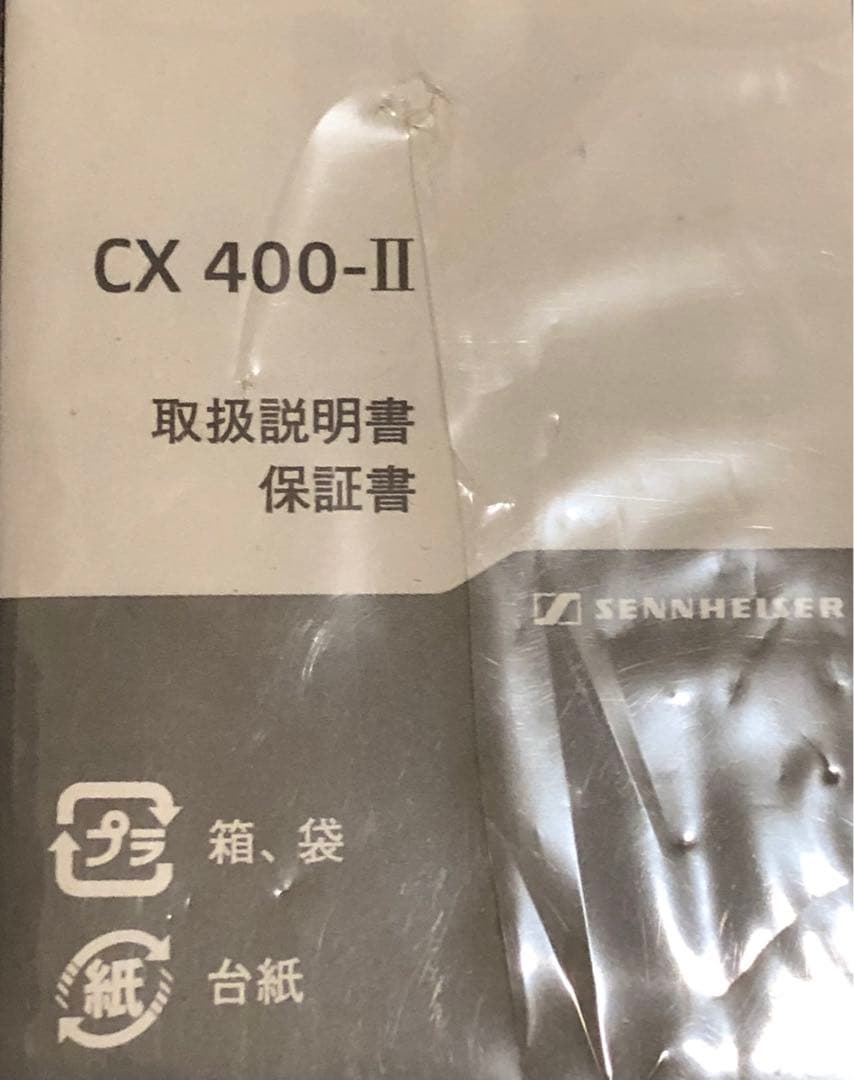 CX 400-II
取扱説明書
保証書
SENNHEISER
プラ 箱、袋
紙 台紙